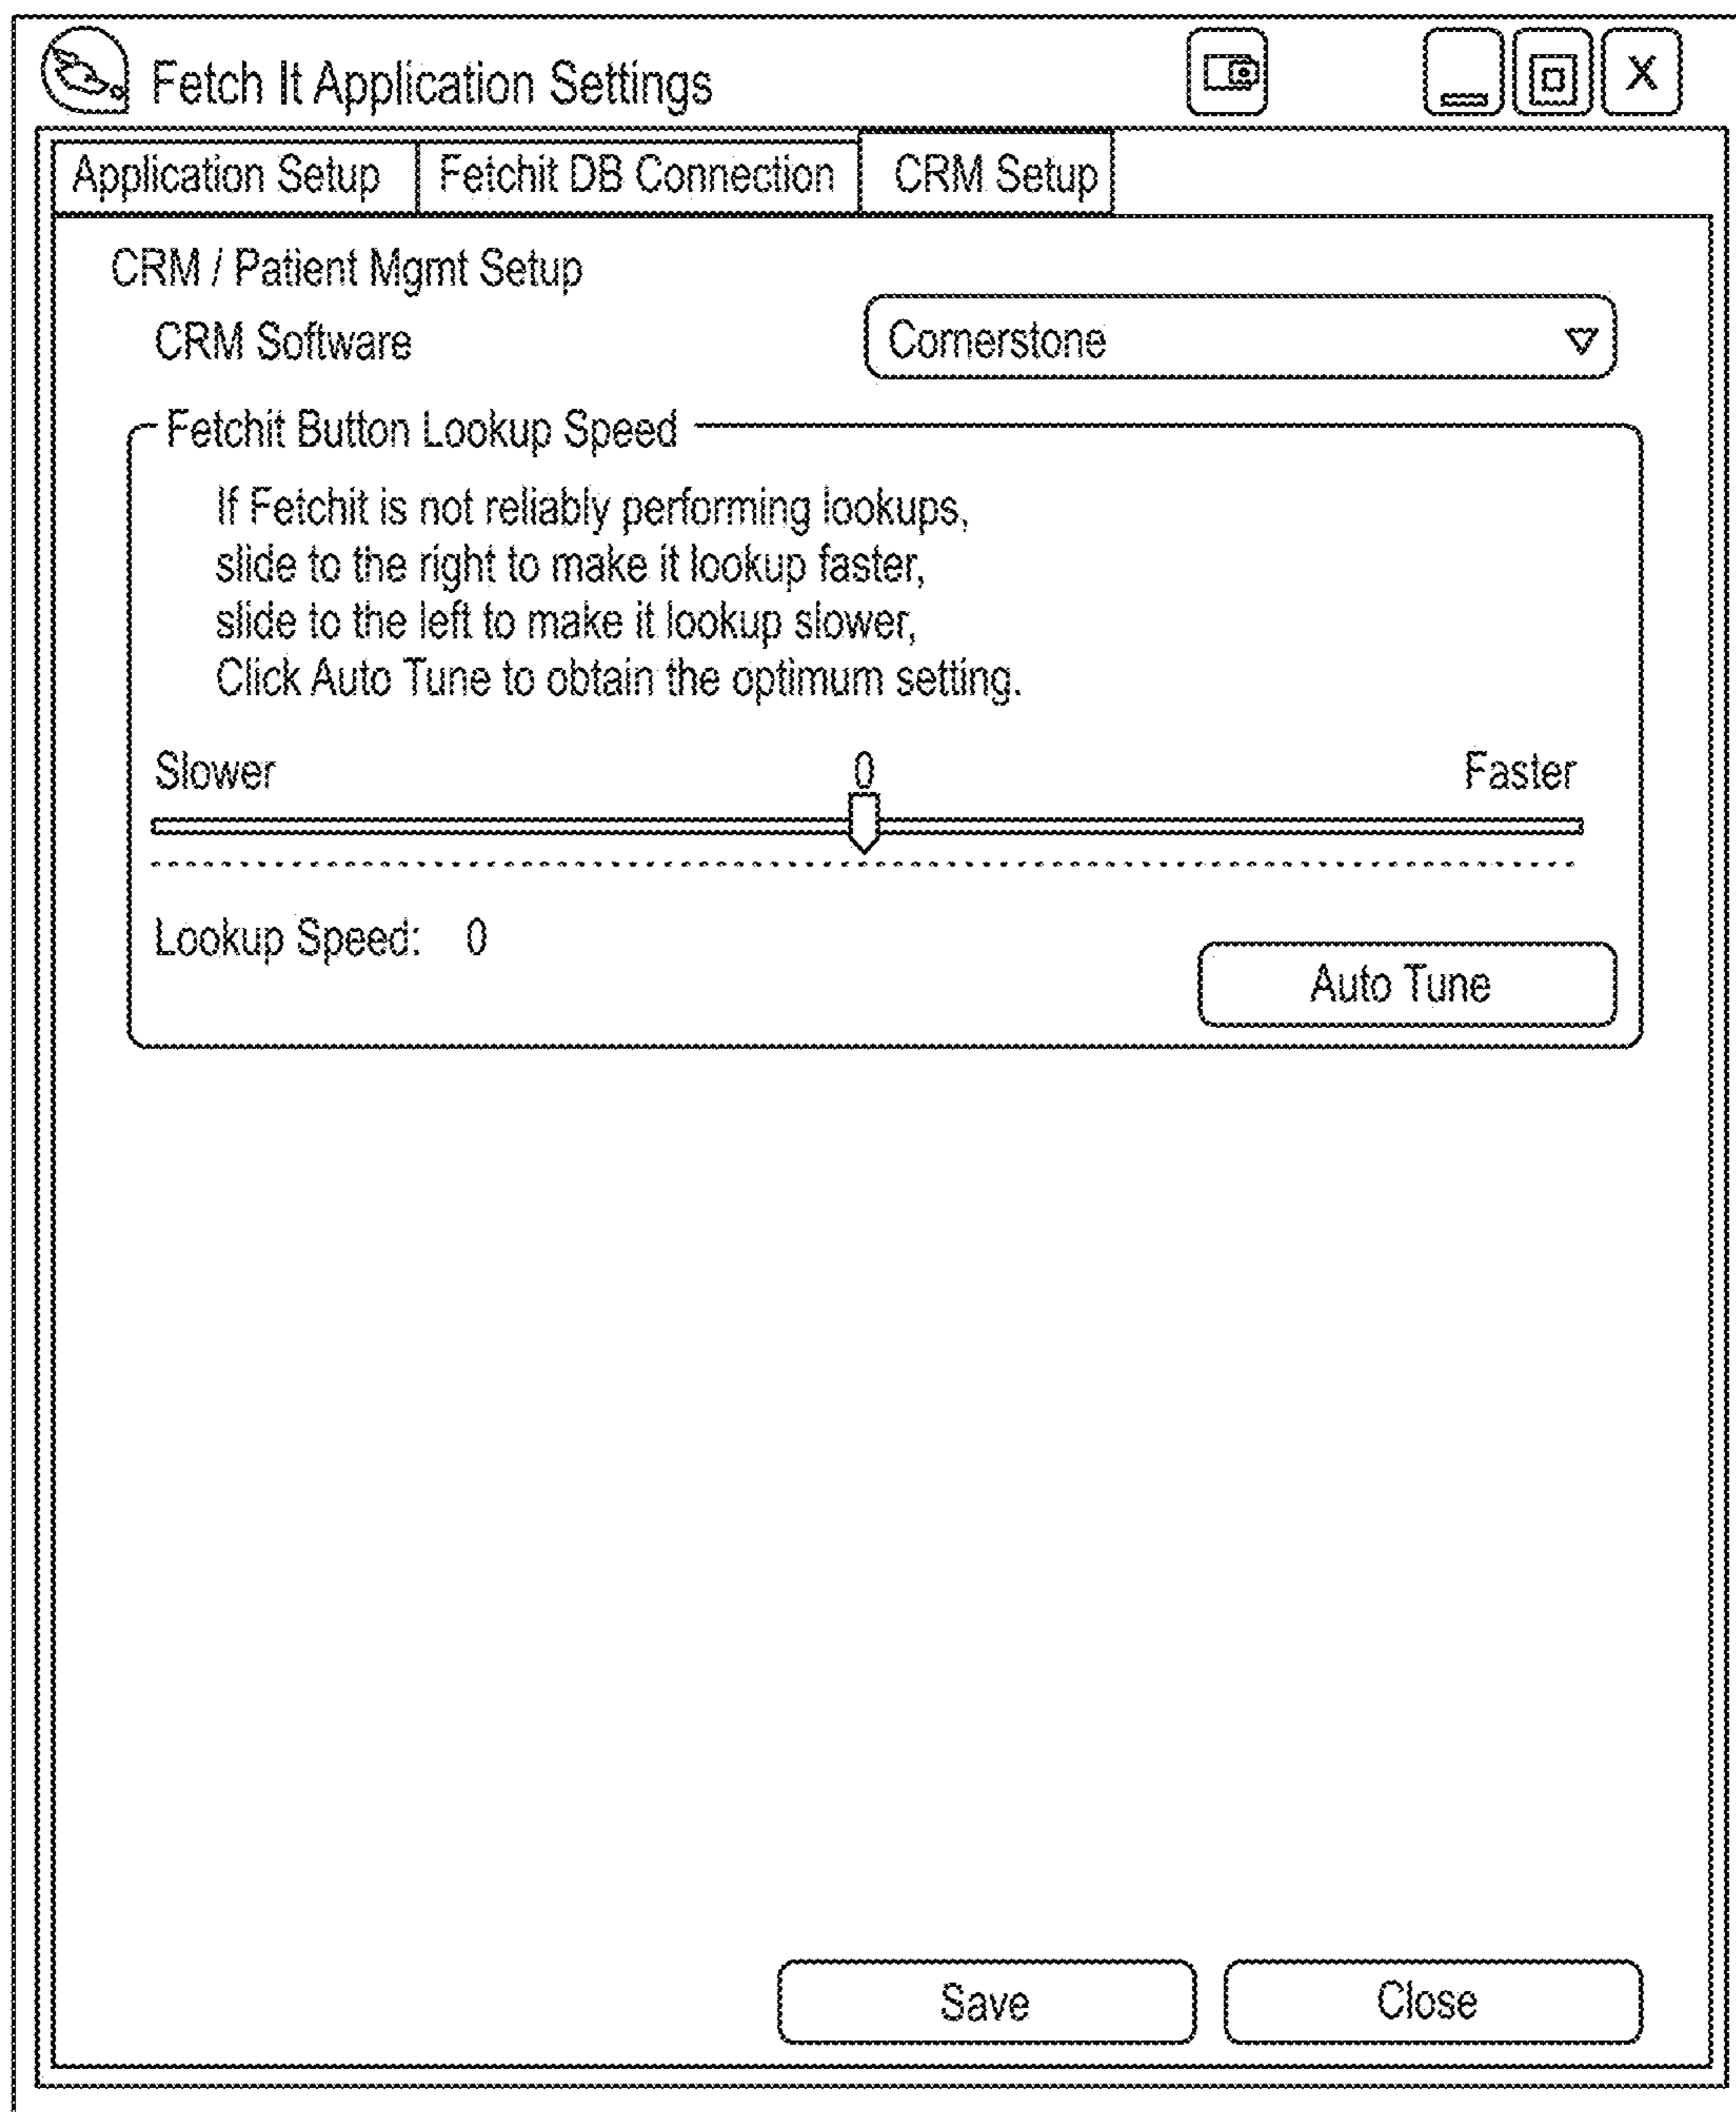 Fetch It Application Settings
X
Application Setup
Fetchit DB Connection
CRM Setup
CRM / Patient Mgmt Setup
CRM Software
Cornerstone
Fetchit Button Lookup Speed
If Fetchit is not reliably performing lookups,
slide to the right to make it lookup faster,
slide to the left to make it lookup slower,
Click Auto Tune to obtain the optimum setting.
Slower
0
Faster
Lookup Speed: 0
Auto Tune
Save
Close